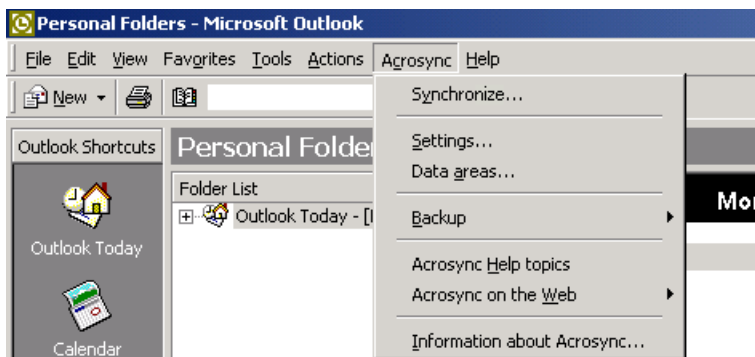 Personal Folders - Microsoft Outlook
File Edit View Favorites Tools Actions Acrosync Help
New
Synchronize...
Outlook Shortcuts
Personal Folde
Settings...
Data areas...
Folder List
Outlook Today - [
Mo
Backup
Outlook Today
Acrosync Help topics
Acrosync on the Web
Information about Acrosync...
Calendar